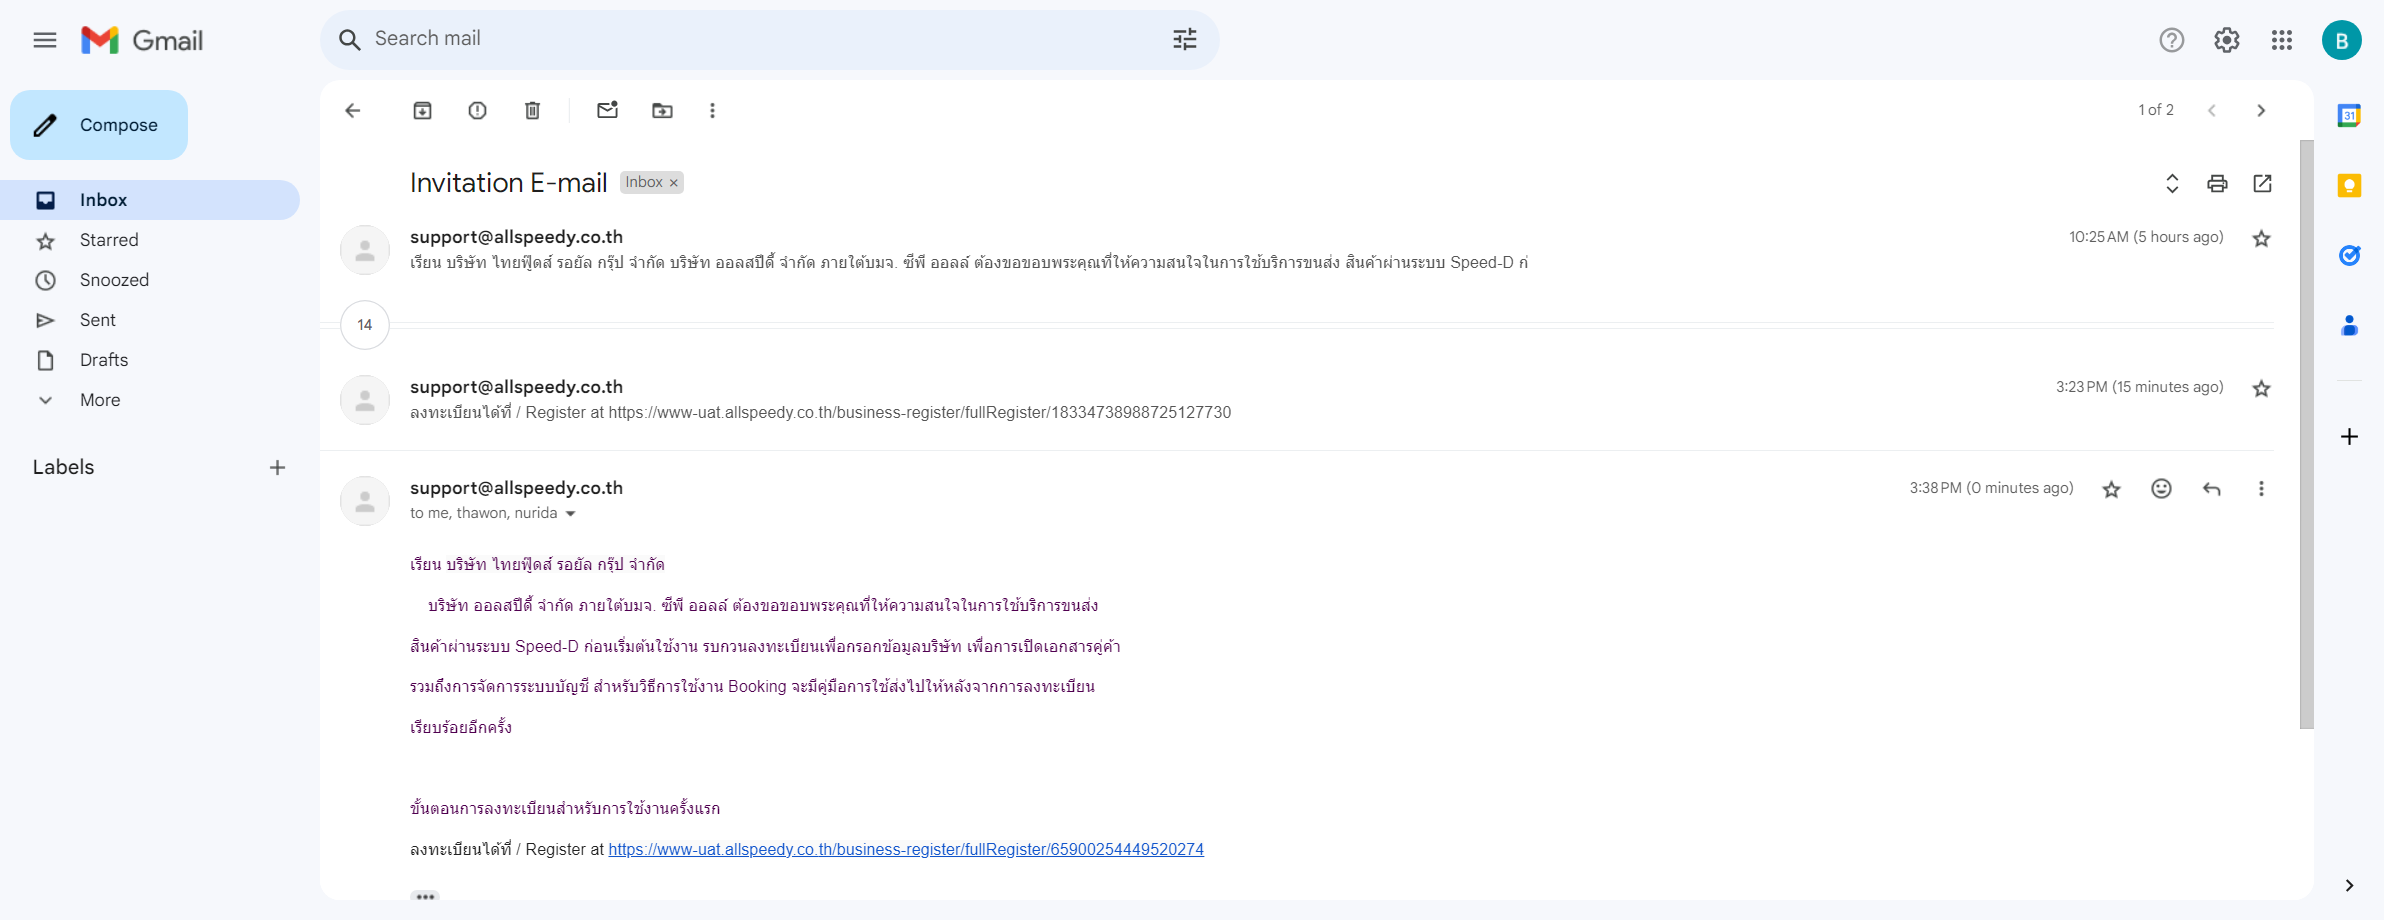 Gmail
Search mail
B
Compose
1 of 2
31
Inbox
Starred
Snoozed
Sent
Drafts
More
Labels
Invitation E-mail
Inbox ×
support@allspeedy.co.th
10:25 AM (5 hours ago)
เรียน บริษัท ไทยฟู้ดส์ รอยัล กรุ๊ป จำกัด บริษัท ออลสปีดี้ จำกัด ภายใต้บมจ. ซีพี ออลล์ ต้องขอขอบพระคุณที่ให้ความสนใจในการใช้บริการขนส่ง สินค้าผ่านระบบ Speed-D ก่
14
support@allspeedy.co.th
3:23 PM (15 minutes ago)
ลงทะเบียนได้ที่ / Register at https://www-uat.allspeedy.co.th/business-register/fullRegister/18334738988725127730
support@allspeedy.co.th
3:38 PM (0 minutes ago)
to me, thawon, nurida
เรียน บริษัท ไทยฟู้ดส์ รอยัล กรุ๊ป จำกัด
บริษัท ออลสปีดี้ จำกัด ภายใต้บมจ. ซีพี ออลล์ ต้องขอขอบพระคุณที่ให้ความสนใจในการใช้บริการขนส่ง
สินค้าผ่านระบบ Speed-D ก่อนเริ่มต้นใช้งาน รบกวนลงทะเบียนเพื่อกรอกข้อมูลบริษัท เพื่อการเปิดเอกสารคู่ค้า
รวมถึงการจัดการระบบบัญชี สำหรับวิธีการใช้งาน Booking จะมีคู่มือการใช้ส่งไปให้หลังจากการลงทะเบียน
เรียบร้อยอีกครั้ง
ขั้นตอนการลงทะเบียนสำหรับการใช้งานครั้งแรก
ลงทะเบียนได้ที่ / Register at https://www-uat.allspeedy.co.th/business-register/fullRegister/65900254449520274